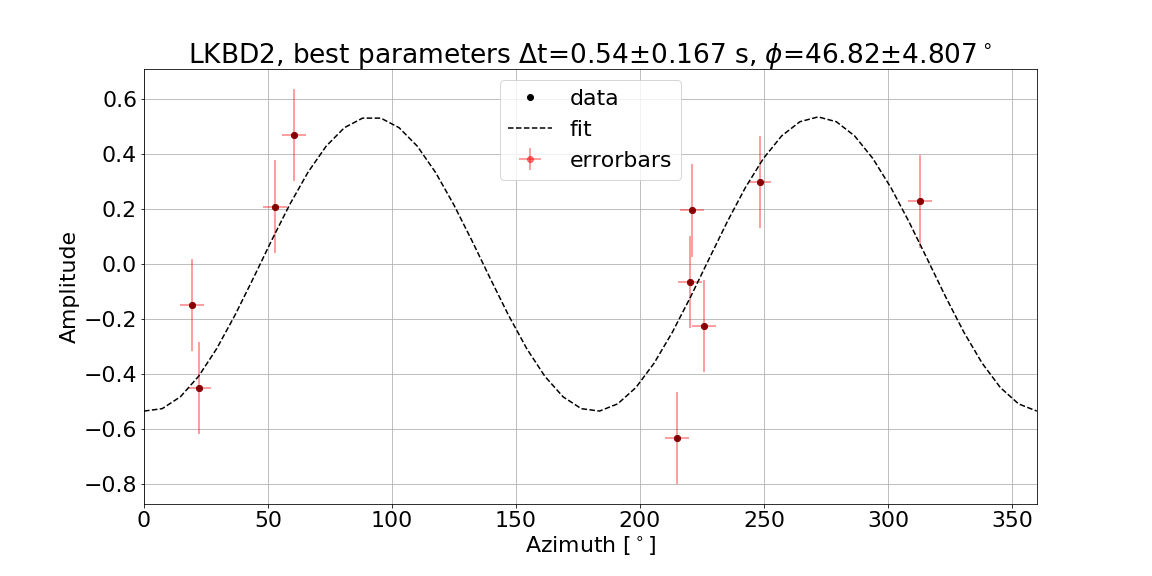 LKBD2, best parameters Δt=0.54±0.167 s, ϕ=46.82±4.807°
data
fit
errorbars
0.6
0.4
0.2
0.0
−0.2
−0.4
−0.6
−0.8
Amplitude
0 50 100 150 200 250 300 350
Azimuth [°]